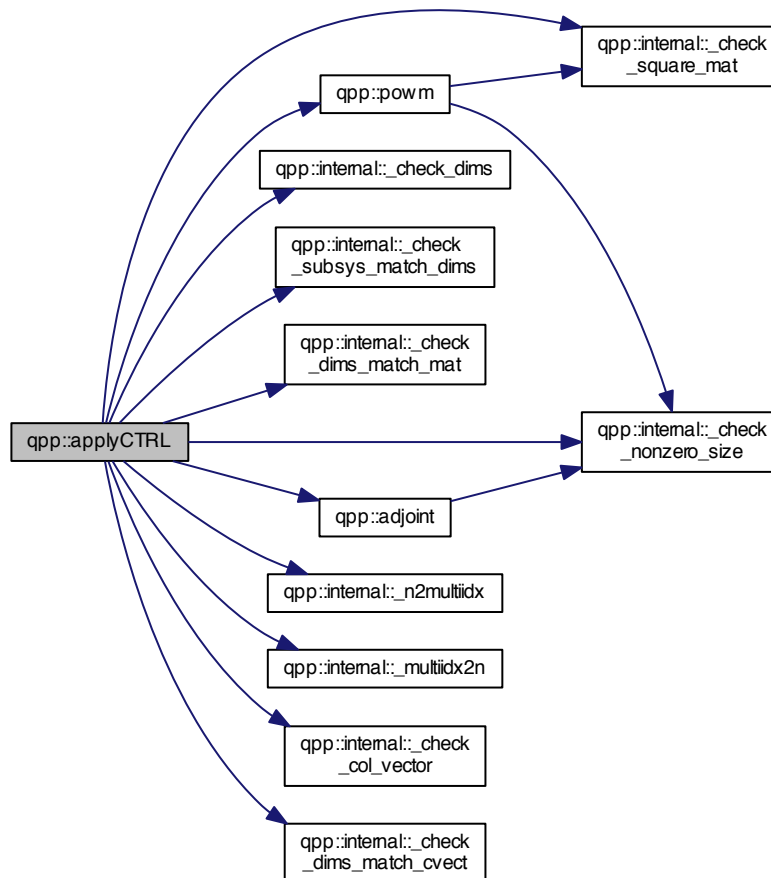 qpp::internal::_check
_square_mat
qpp::powm
qpp::internal::_check_dims
qpp::internal::_check
_subsys_match_dims
qpp::internal::_check
_dims_match_mat
qpp::applyCTRL
qpp::internal::_check
_nonzero_size
qpp::adjoint
qpp::internal::_n2multiidx
qpp::internal::_multiidx2n
qpp::internal::_check
_col_vector
qpp::internal::_check
_dims_match_cvect